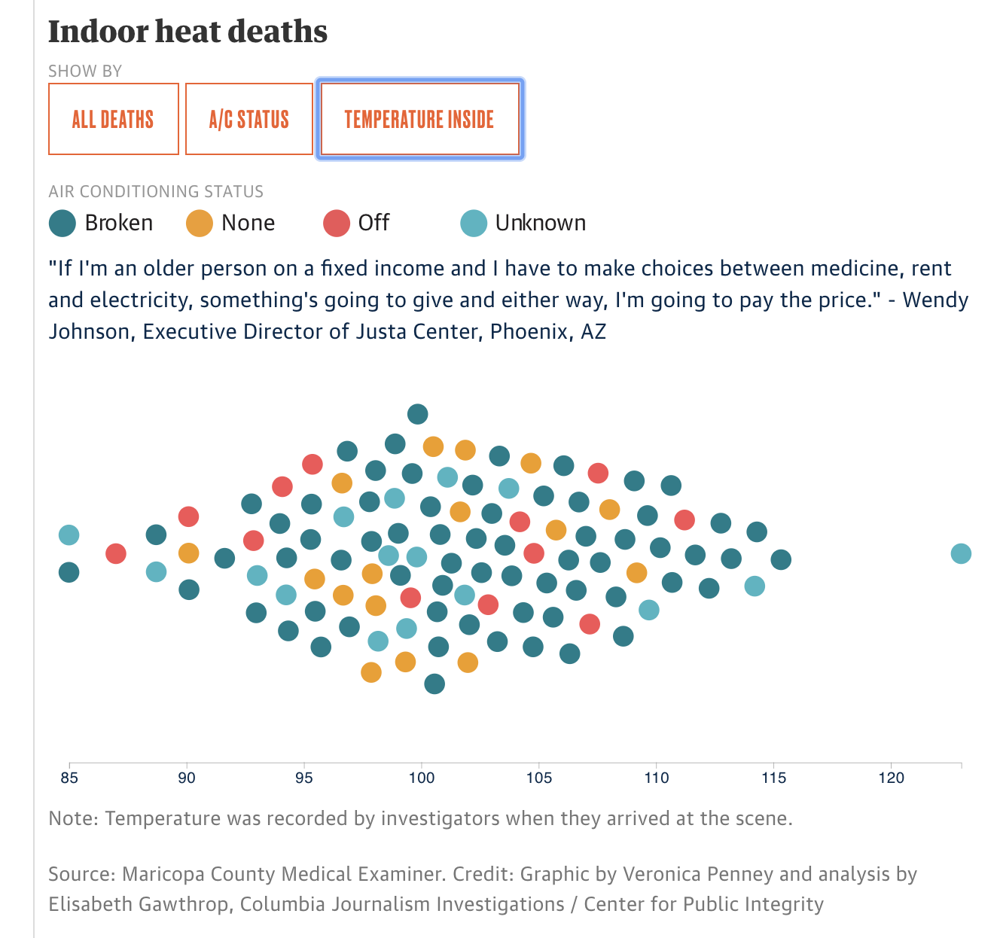 Indoor heat deaths
SHOW BY
ALL DEATHS
A/C STATUS
TEMPERATURE INSIDE
AIR CONDITIONING STATUS
Broken
None
Off
Unknown
"If I'm an older person on a fixed income and I have to make choices between medicine, rent
and electricity, something's going to give and either way, I'm going to pay the price." - Wendy
Johnson, Executive Director of Justa Center, Phoenix, AZ
85 90 95 100 105 110 115 120
Note: Temperature was recorded by investigators when they arrived at the scene.
Source: Maricopa County Medical Examiner. Credit: Graphic by Veronica Penney and analysis by
Elisabeth Gawthrop, Columbia Journalism Investigations / Center for Public Integrity